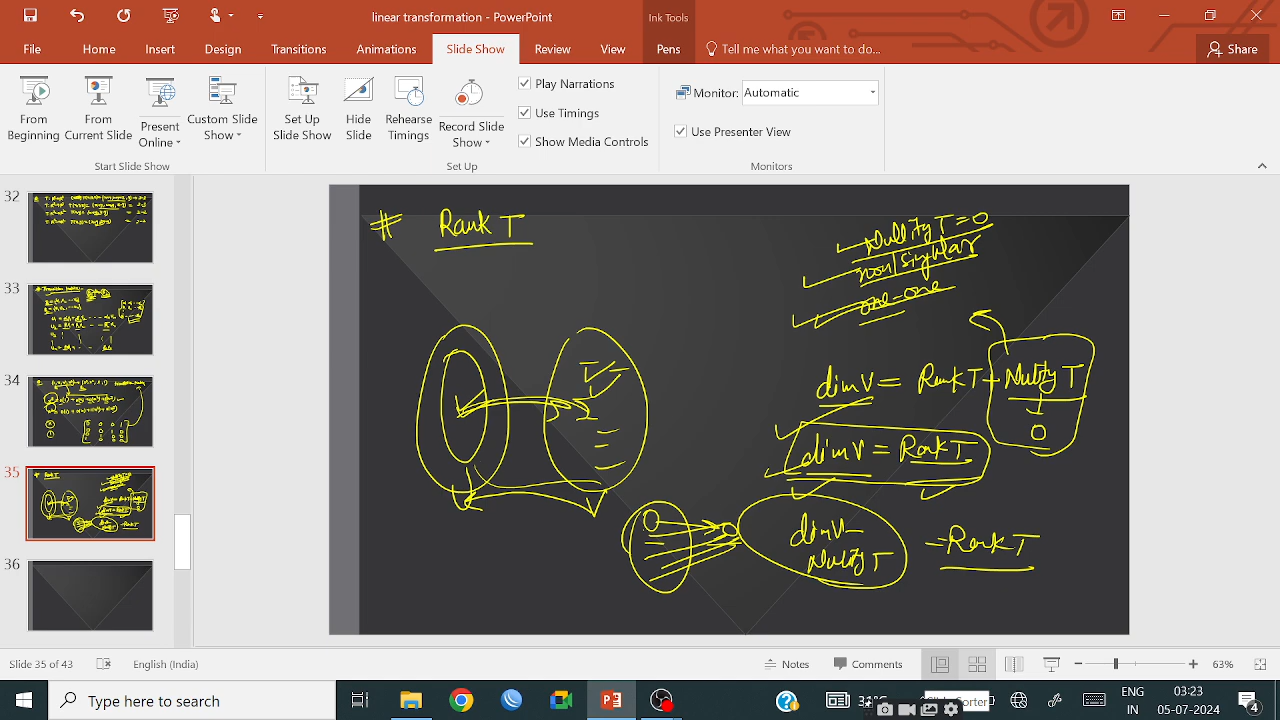 linear transformation - PowerPoint
Ink Tools
File Home Insert Design Transitions Animations Slide Show Review View Pens Tell me what you want to do... Share
From Beginning
From Current Slide
Present Online
Custom Slide Show
Set Up Slide Show
Hide Slide
Rehearse Timings
Record Slide Show
Play Narrations
Use Timings
Show Media Controls
Monitor: Automatic
Use Presenter View
Start Slide Show
Set Up
Monitors
32
33
34
35
36
# Rank T
Nullity T = 0
non singular
one-one
dim V = Rank T + Nullity T
0
dim V = Rank T
dim V - Nullity T = Rank T
Slide 35 of 43
English (India)
Notes
Comments
63%
Type here to search
31°C
Slide Sorter
ENG
IN
03:23
05-07-2024
4